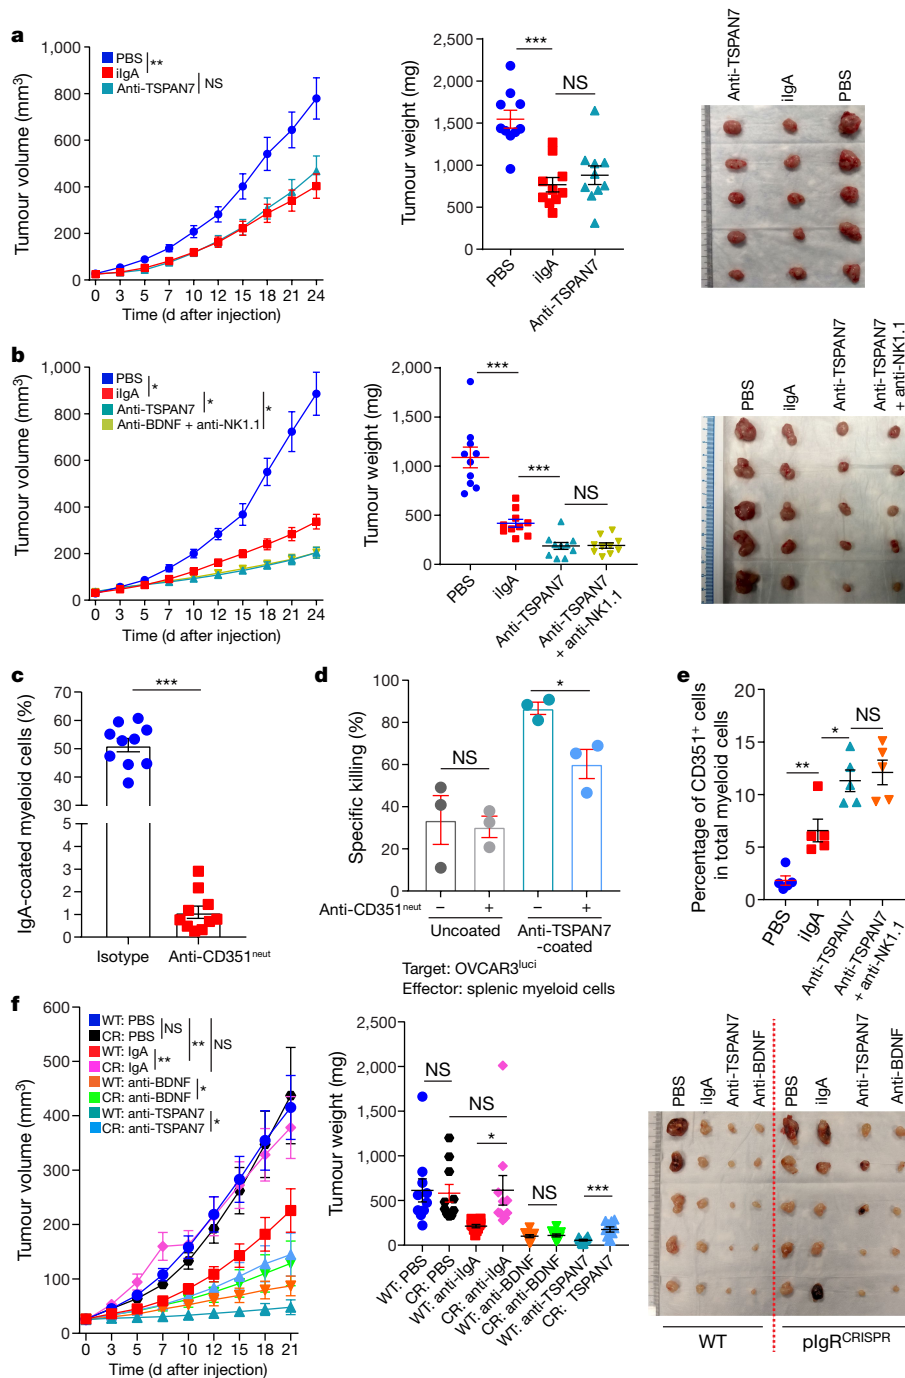 a
1,000
800
600
400
200
0
Tumour volume (mm³)
PBS
iIgA
Anti-TSPAN7
**
NS
0 3 5 7 10 12 15 18 21 24
Time (d after injection)
2,500
2,000
1,500
1,000
500
0
Tumour weight (mg)
***
NS
PBS
iIgA
Anti-TSPAN7
Anti-TSPAN7
iIgA
PBS
b
1,000
800
600
400
200
0
Tumour volume (mm³)
PBS
iIgA
Anti-TSPAN7
Anti-BDNF + anti-NK1.1
*
*
*
0 3 5 7 10 12 15 18 21 24
Time (d after injection)
2,000
1,500
1,000
500
0
Tumour weight (mg)
***
***
NS
PBS
iIgA
Anti-TSPAN7
Anti-TSPAN7
+ anti-NK1.1
PBS
iIgA
Anti-TSPAN7
Anti-TSPAN7
+ anti-NK1.1
c
IgA-coated myeloid cells (%)
70
60
50
40
30
5
4
3
2
1
0
***
Isotype
Anti-CD351ⁿᵉᵘᵗ
d
Specific killing (%)
100
80
60
40
20
0
NS
*
Anti-CD351ⁿᵉᵘᵗ
− + − +
Uncoated
Anti-TSPAN7
-coated
Target: OVCAR3ˡᵘᶜⁱ
Effector: splenic myeloid cells
e
Percentage of CD351⁺ cells
in total myeloid cells
20
15
10
5
0
**
*
NS
PBS
iIgA
Anti-TSPAN7
Anti-TSPAN7
+ anti-NK1.1
f
600
500
400
300
200
100
0
Tumour volume (mm³)
WT: PBS
CR: PBS
WT: IgA
CR: IgA
WT: anti-BDNF
CR: anti-BDNF
WT: anti-TSPAN7
CR: anti-TSPAN7
NS
**
**
NS
*
*
0 3 5 7 10 12 15 18 21
Time (d after injection)
2,500
2,000
1,500
1,000
500
0
Tumour weight (mg)
NS
NS
*
NS
***
WT: PBS
CR: PBS
WT: anti-IgA
CR: anti-IgA
WT: anti-BDNF
CR: anti-BDNF
WT: anti-TSPAN7
CR: TSPAN7
PBS
iIgA
Anti-TSPAN7
Anti-BDNF
PBS
iIgA
Anti-TSPAN7
Anti-BDNF
WT
pIgRᶜᴿᴵˢᴾᴿ